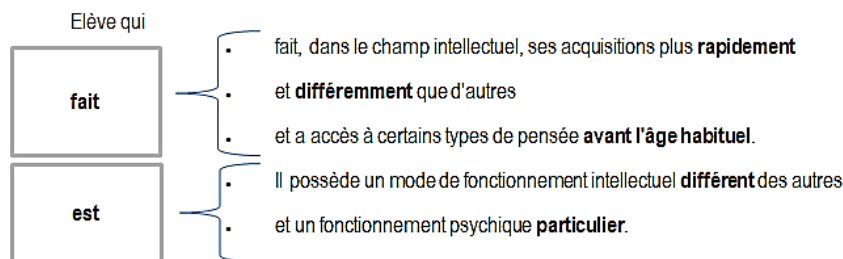 Elève qui
fait
▪ fait, dans le champ intellectuel, ses acquisitions plus rapidement
▪ et différemment que d'autres
▪ et a accès à certains types de pensée avant l'âge habituel.
est
▪ Il possède un mode de fonctionnement intellectuel différent des autres
▪ et un fonctionnement psychique particulier.